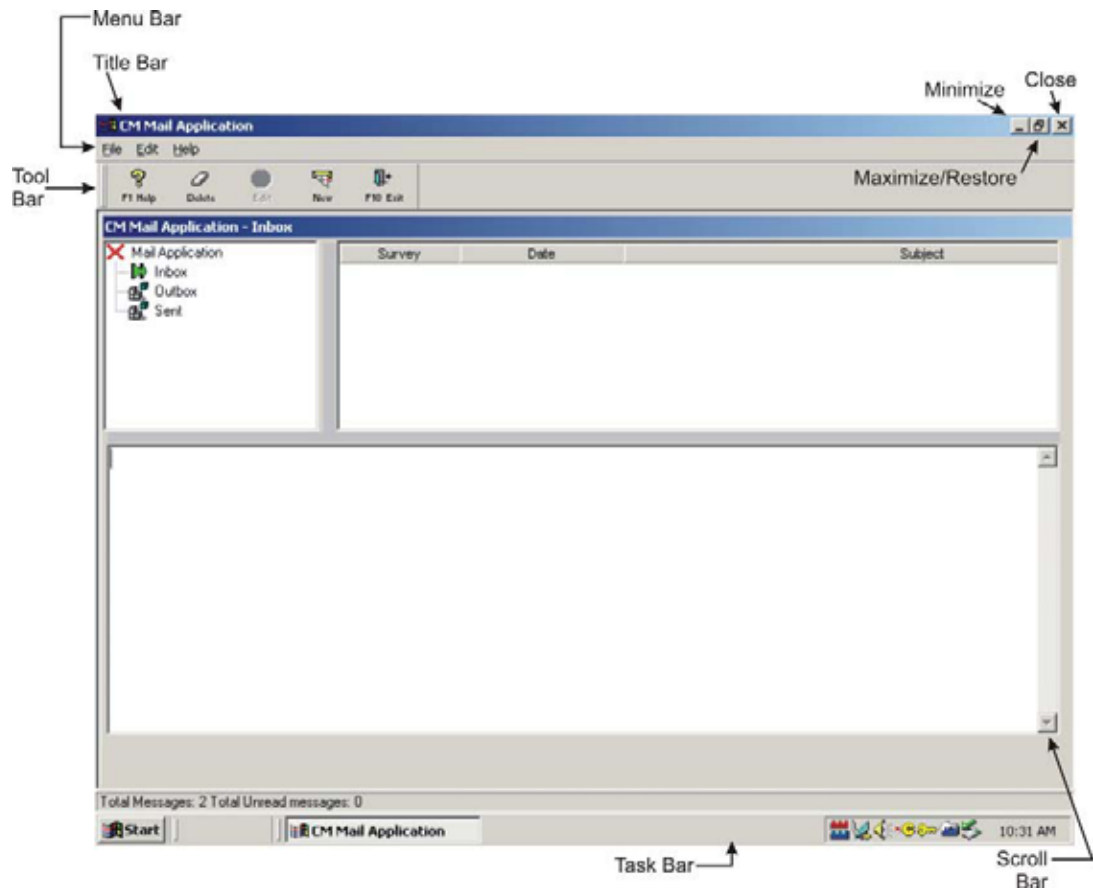 Menu Bar
Title Bar
Minimize
Close
CM Mail Application
File Edit Help
Tool
Bar
F1 Help Delete Edit New F10 Exit
Maximize/Restore
CM Mail Application - Inbox
Mail Application
Inbox
Outbox
Sent
Survey Date Subject
Total Messages: 2 Total Unread messages: 0
Start
CM Mail Application
10:31 AM
Task Bar
Scroll
Bar